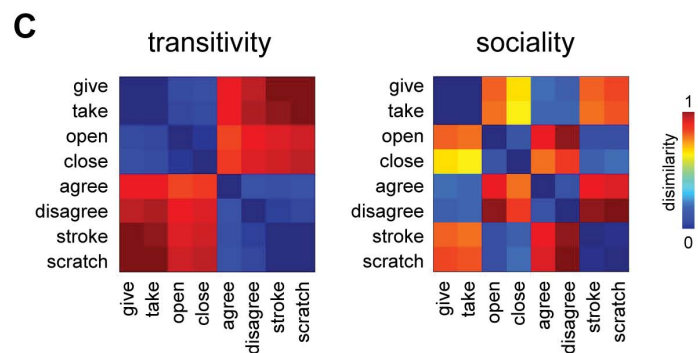 C
transitivity
sociality
give
take
open
close
agree
disagree
stroke
scratch
give
take
open
close
agree
disagree
stroke
scratch
give
take
open
close
agree
disagree
stroke
scratch
give
take
open
close
agree
disagree
stroke
scratch
1
disimilarity
0